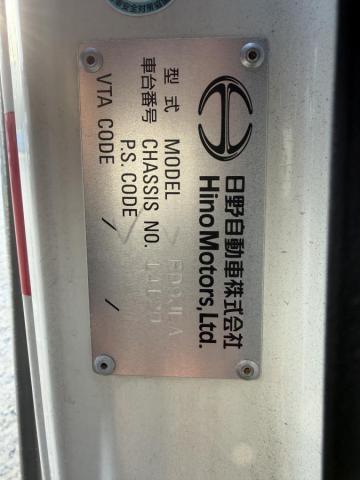 日野自動車株式会社
Hino Motors, Ltd.
型式 MODEL
車台番号 CHASSIS NO.
P.S. CODE
VTA CODE / /